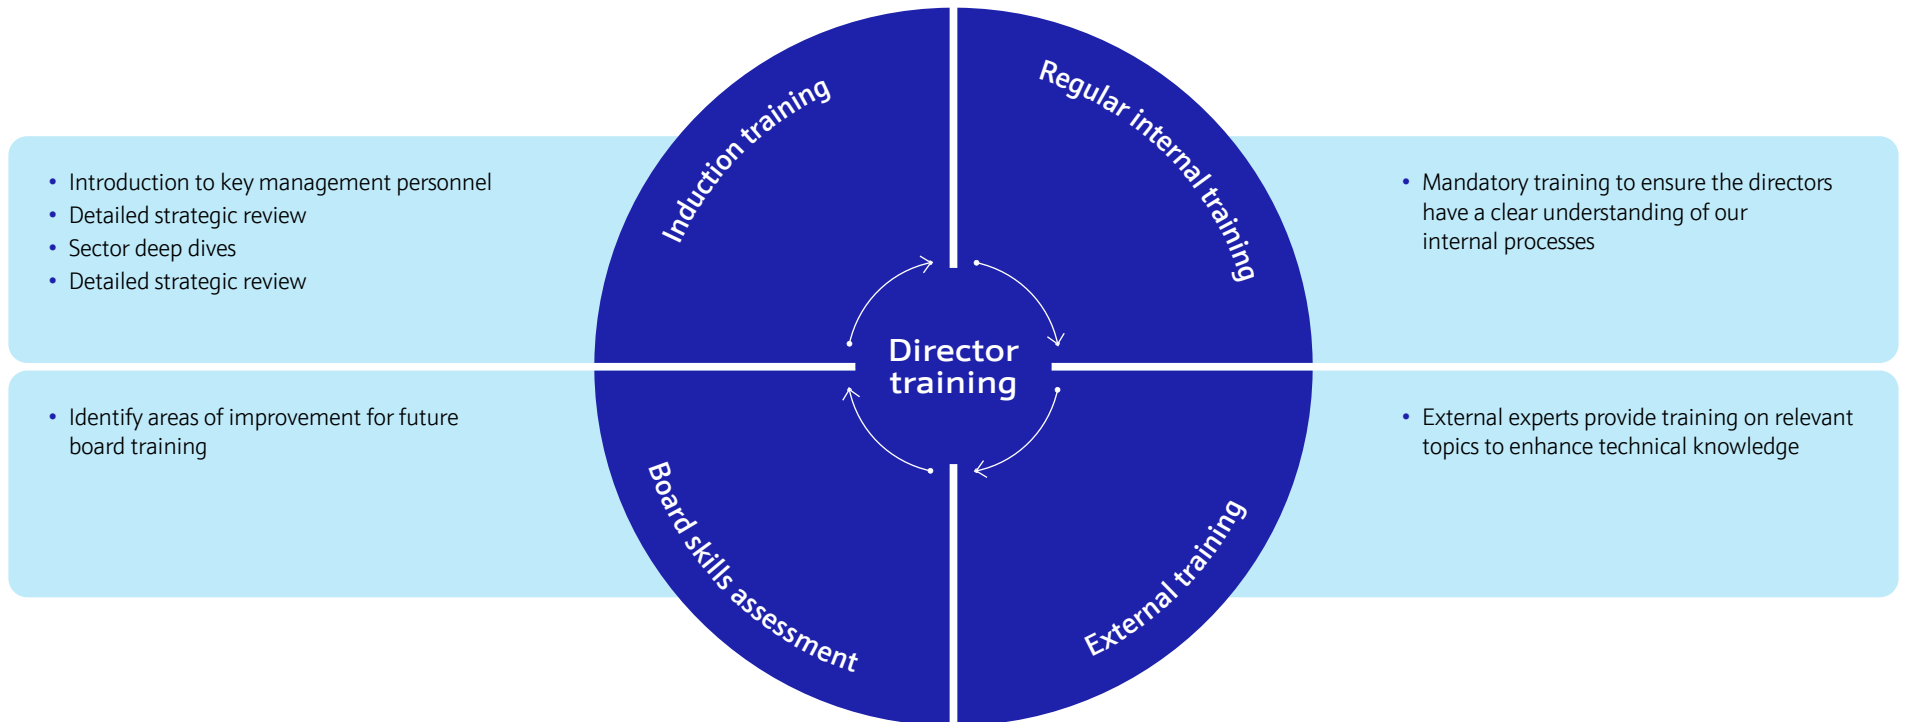 Induction training
• Introduction to key management personnel
• Detailed strategic review
• Sector deep dives
• Detailed strategic review
Regular internal training
• Mandatory training to ensure the directors
have a clear understanding of our
internal processes
Director
training
Board skills assessment
• Identify areas of improvement for future
board training
External training
• External experts provide training on relevant
topics to enhance technical knowledge